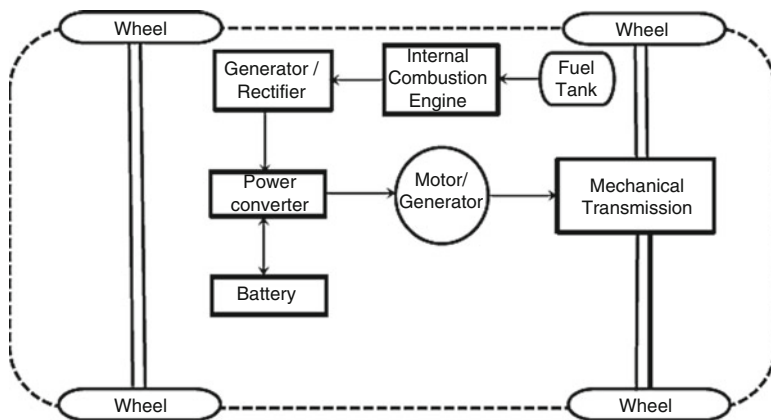 Wheel
Wheel
Generator /
Rectifier
Internal
Combustion
Engine
Fuel
Tank
Power
converter
Motor/
Generator
Mechanical
Transmission
Battery
Wheel
Wheel